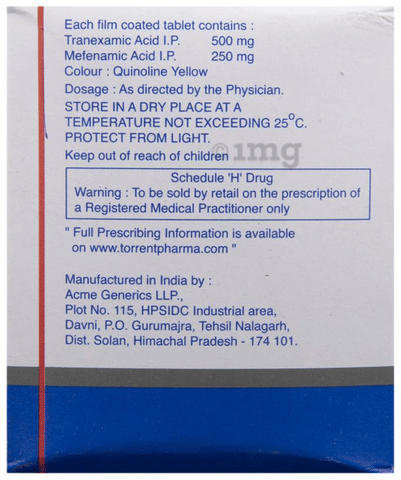 Each film coated tablet contains :
Tranexamic Acid I.P. 500 mg
Mefenamic Acid I.P. 250 mg
Colour : Quinoline Yellow
Dosage : As directed by the Physician.
STORE IN A DRY PLACE AT A
TEMPERATURE NOT EXCEEDING 25°C.
PROTECT FROM LIGHT.
Keep out of reach of children
1mg
Schedule 'H' Drug
Warning : To be sold by retail on the prescription of
a Registered Medical Practitioner only
" Full Prescribing Information is available
on www.torrentpharma.com "
Manufactured in India by :
Acme Generics LLP.,
Plot No. 115, HPSIDC Industrial area,
Davni, P.O. Gurumajra, Tehsil Nalagarh,
Dist. Solan, Himachal Pradesh - 174 101.